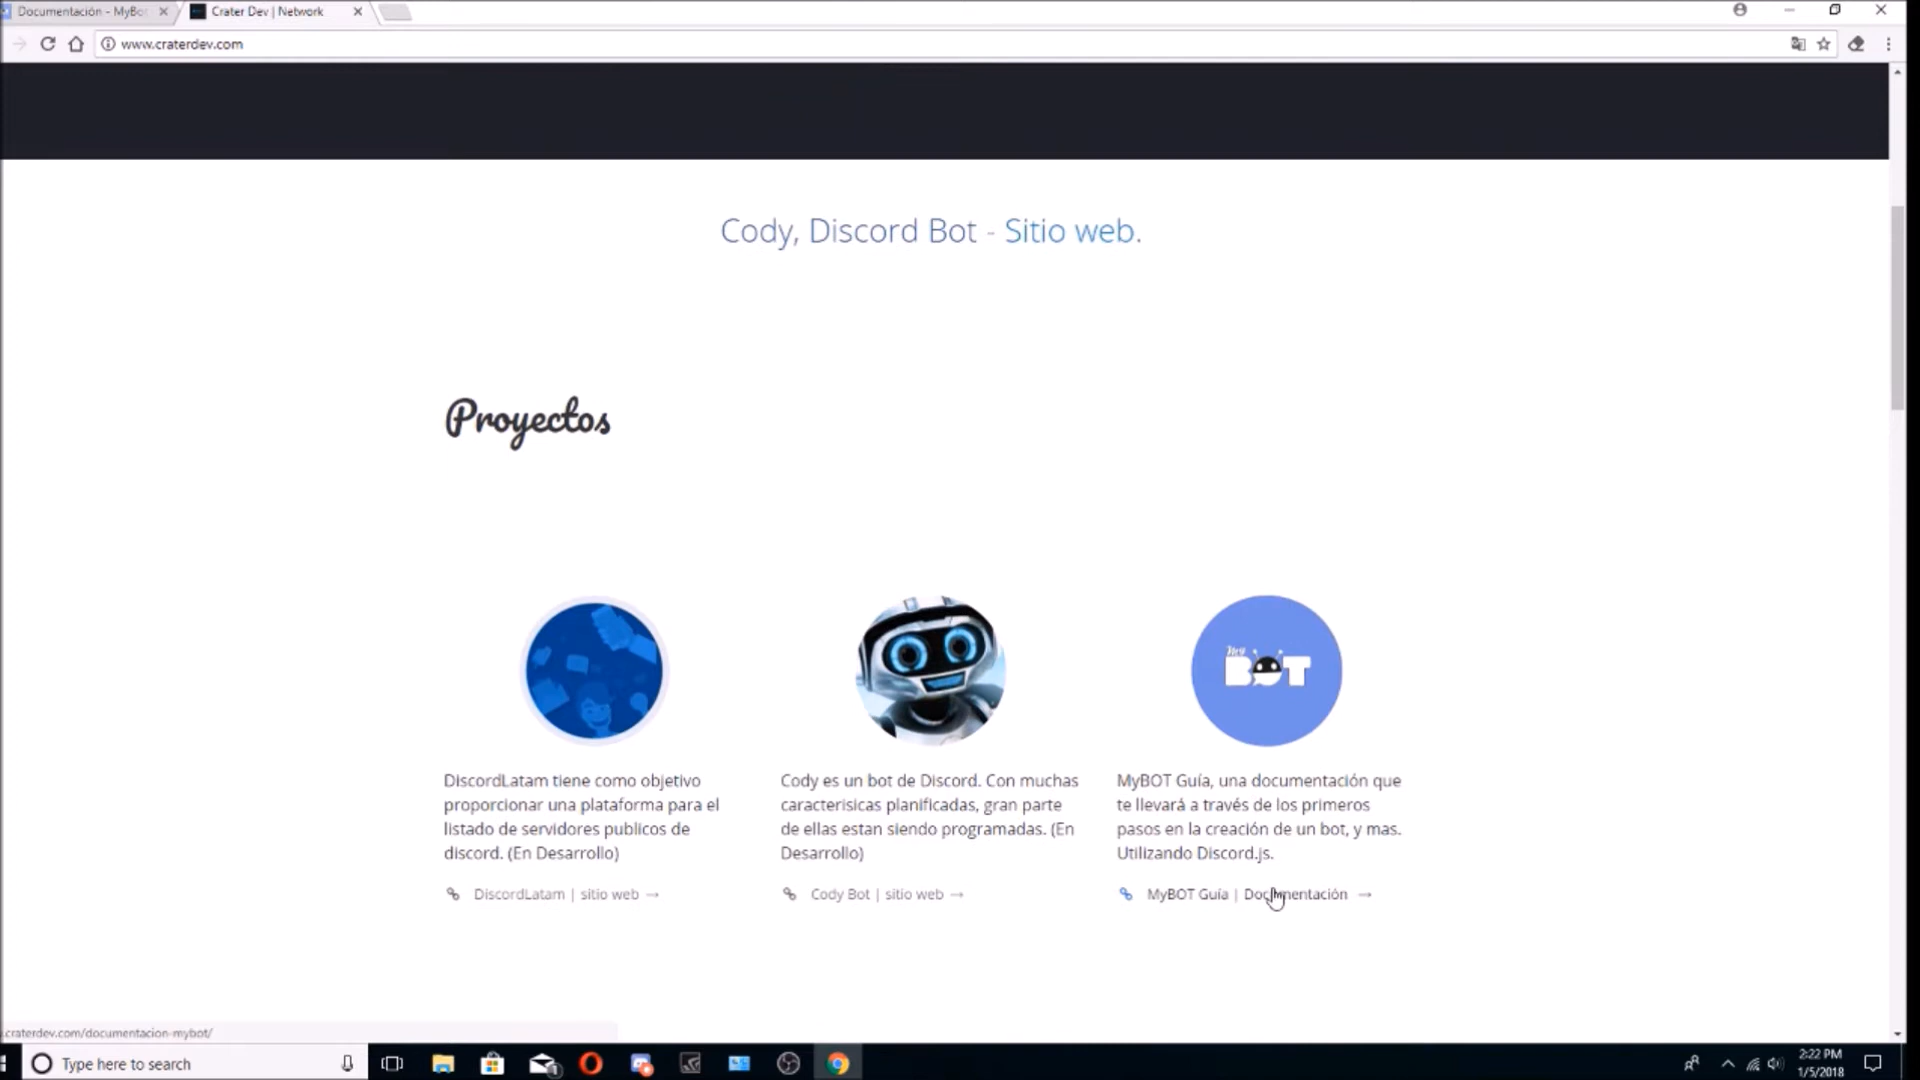 Documentación - MyBo
Crater Dev | Network
www.craterdev.com
Cody, Discord Bot - Sitio web.
Proyectos
My
BOT
DiscordLatam tiene como objetivo
proporcionar una plataforma para el
listado de servidores publicos de
discord. (En Desarrollo)
DiscordLatam | sitio web →
Cody es un bot de Discord. Con muchas
caracterisicas planificadas, gran parte
de ellas estan siendo programadas. (En
Desarrollo)
Cody Bot | sitio web →
MyBOT Guía, una documentación que
te llevará a través de los primeros
pasos en la creación de un bot, y mas.
Utilizando Discord.js.
MyBOT Guía | Documentación →
.craterdev.com/documentacion-mybot/
Type here to search
2:22 PM
1/5/2018